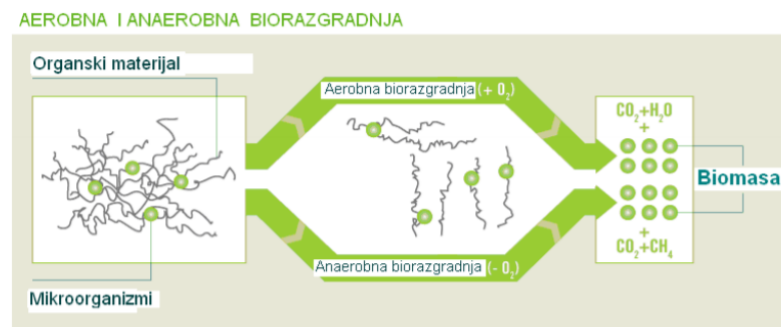 AEROBNA I ANAEROBNA BIORAZGRADNJA
Organski materijal
Aerobna biorazgradnja (+ O₂)
CO₂+H₂O
+
Biomasa
+
CO₂+CH₄
Anaerobna biorazgradnja (- O₂)
Mikroorganizmi